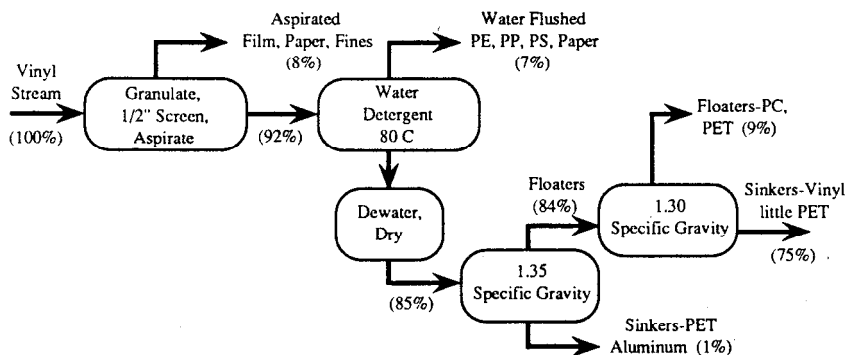 Aspirated
Film, Paper, Fines
(8%)
Water Flushed
PE, PP, PS, Paper
(7%)
Vinyl
Stream
(100%)
Granulate,
1/2" Screen,
Aspirate
(92%)
Water
Detergent
80 C
Floaters-PC,
PET (9%)
Dewater,
Dry
(85%)
Floaters
(84%)
1.30
Specific Gravity
Sinkers-Vinyl
little PET
(75%)
1.35
Specific Gravity
Sinkers-PET
Aluminum (1%)